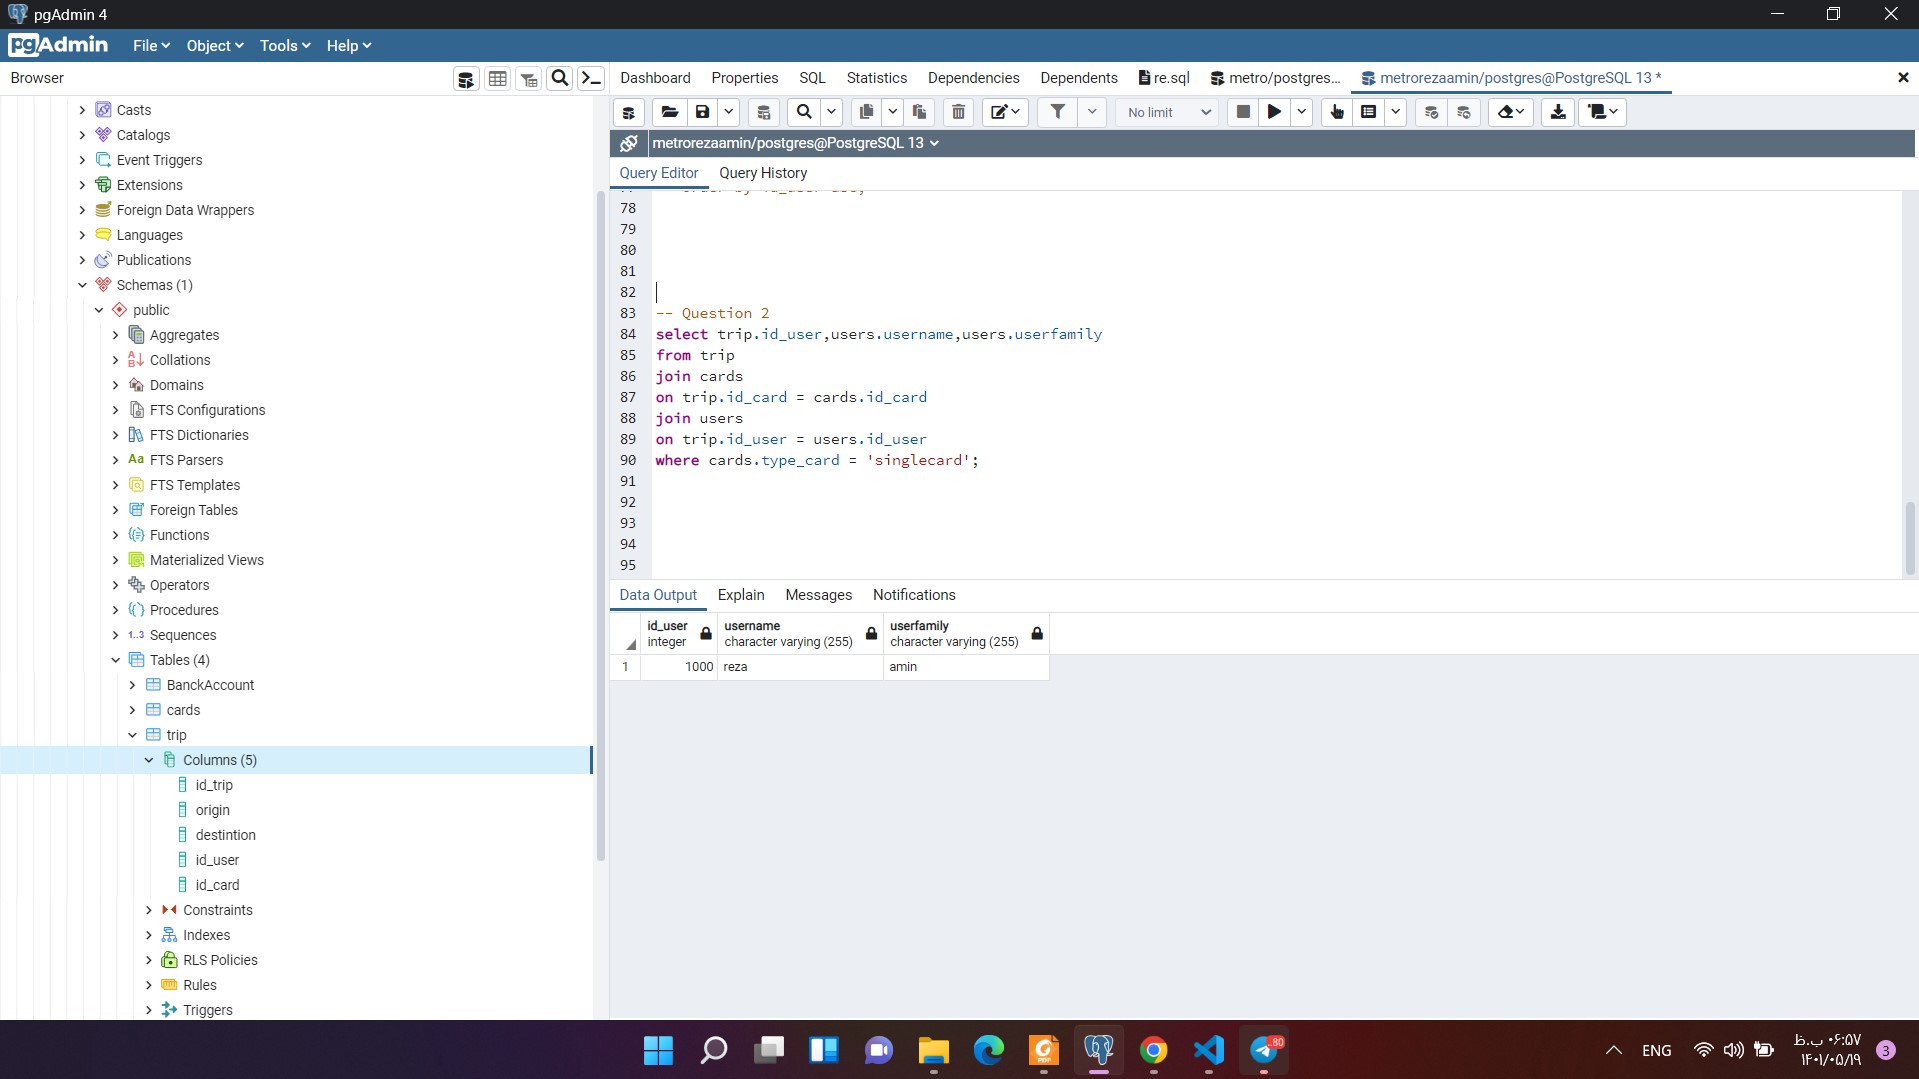 pgAdmin 4
pgAdmin
File
Object
Tools
Help
Browser
Casts
Catalogs
Event Triggers
Extensions
Foreign Data Wrappers
Languages
Publications
Schemas (1)
public
Aggregates
Collations
Domains
FTS Configurations
FTS Dictionaries
Aa FTS Parsers
FTS Templates
Foreign Tables
Functions
Materialized Views
Operators
Procedures
1..3 Sequences
Tables (4)
BanckAccount
cards
trip
Columns (5)
id_trip
origin
destintion
id_user
id_card
Constraints
Indexes
RLS Policies
Rules
Triggers
Dashboard
Properties
SQL
Statistics
Dependencies
Dependents
re.sql
metro/postgres...
metrorezaamin/postgres@PostgreSQL 13 *
No limit
metrorezaamin/postgres@PostgreSQL 13
Query Editor
Query History
78
79
80
81
82
83 -- Question 2
84 select trip.id_user,users.username,users.userfamily
85 from trip
86 join cards
87 on trip.id_card = cards.id_card
88 join users
89 on trip.id_user = users.id_user
90 where cards.type_card = 'singlecard';
91
92
93
94
95
Data Output
Explain
Messages
Notifications
id_user
integer
username
character varying (255)
userfamily
character varying (255)
1 1000 reza amin
PDF
..80
ENG
۰۶:۵۷ ب.ظ
۱۴۰۱/۰۵/۱۹
3